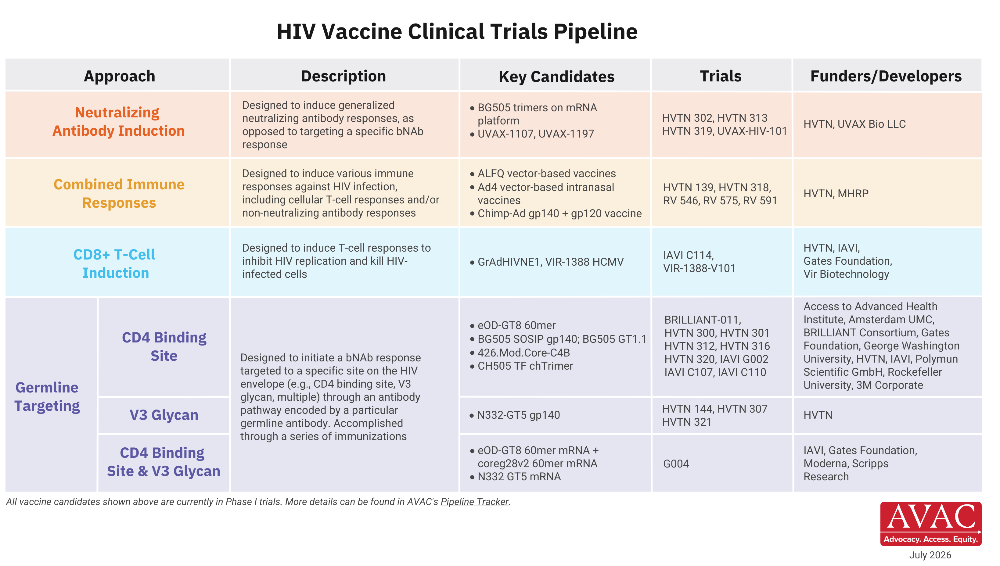 HIV Vaccine Clinical Trials Pipeline
Approach
Description
Key Candidates
Trials
Funders/Developers
Neutralizing
Antibody Induction
Designed to induce generalized
neutralizing antibody responses, as
opposed to targeting a specific bNAb
response
• BG505 trimers on mRNA
platform
• UVAX-1107, UVAX-1197
HVTN 302, HVTN 313
HVTN 319, UVAX-HIV-101
HVTN, UVAX Bio LLC
Combined Immune
Responses
Designed to induce various immune
responses against HIV infection,
including cellular T-cell responses and/or
non-neutralizing antibody responses
• ALFQ vector-based vaccines
• Ad4 vector-based intranasal
vaccines
• Chimp-Ad gp140 + gp120 vaccine
HVTN 139, HVTN 318,
RV 546, RV 575, RV 591
HVTN, MHRP
CD8+ T-Cell
Induction
Designed to induce T-cell responses to
inhibit HIV replication and kill HIV-
infected cells
• GrAdHIVNE1, VIR-1388 HCMV
IAVI C114,
VIR-1388-V101
HVTN, IAVI,
Gates Foundation,
Vir Biotechnology
Germline
Targeting
CD4 Binding
Site
Designed to initiate a bNAb response
targeted to a specific site on the HIV
envelope (e.g., CD4 binding site, V3
glycan, multiple) through an antibody
pathway encoded by a particular
germline antibody. Accomplished
through a series of immunizations
• eOD-GT8 60mer
• BG505 SOSIP gp140; BG505 GT1.1
• 426.Mod.Core-C4B
• CH505 TF chTrimer
BRILLIANT-011,
HVTN 300, HVTN 301
HVTN 312, HVTN 316
HVTN 320, IAVI G002
IAVI C107, IAVI C110
Access to Advanced Health
Institute, Amsterdam UMC,
BRILLIANT Consortium, Gates
Foundation, George Washington
University, HVTN, IAVI, Polymun
Scientific GmbH, Rockefeller
University, 3M Corporate
V3 Glycan
• N332-GT5 gp140
HVTN 144, HVTN 307
HVTN 321
HVTN
CD4 Binding
Site & V3 Glycan
• eOD-GT8 60mer mRNA +
coreg28v2 60mer mRNA
• N332 GT5 mRNA
G004
IAVI, Gates Foundation,
Moderna, Scripps
Research
All vaccine candidates shown above are currently in Phase I trials. More details can be found in AVAC's Pipeline Tracker.
AVAC
Advocacy. Access. Equity.
July 2026